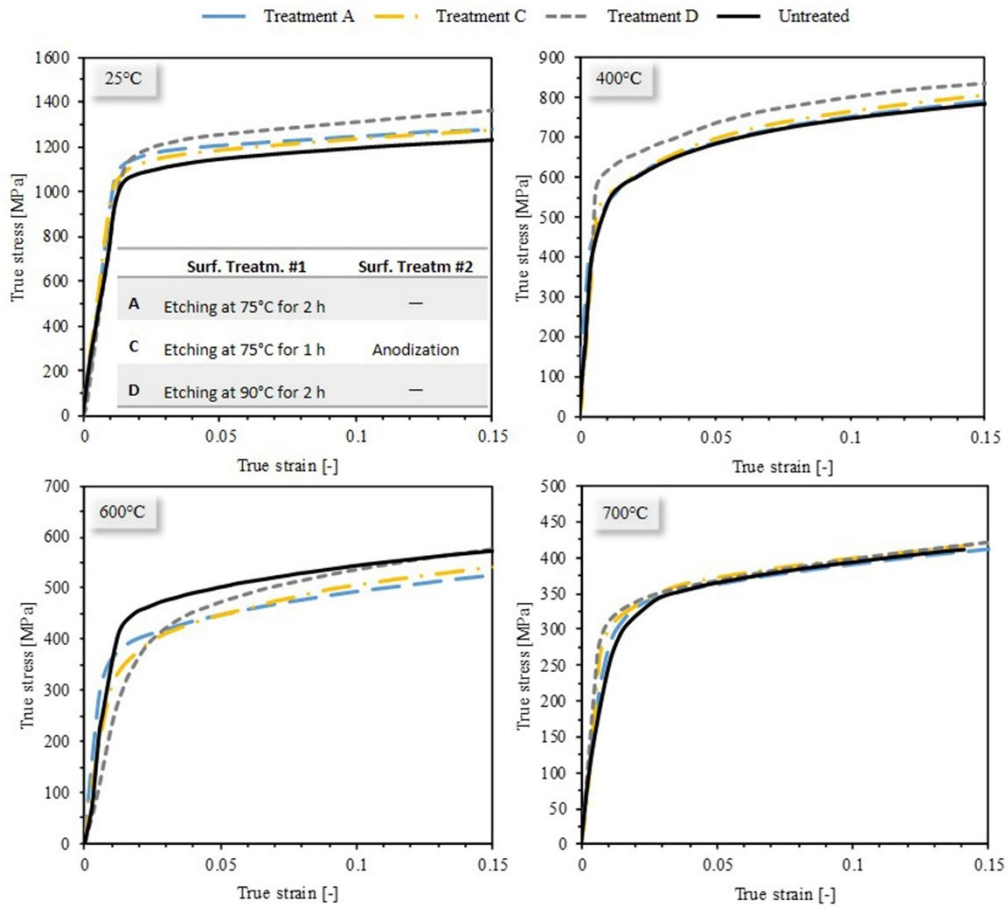 Treatment A Treatment C Treatment D Untreated
25°C
True stress [MPa]
1600
1400
1200
1000
800
600
400
200
0
Surf. Treatm. #1 Surf. Treatm #2
A Etching at 75°C for 2 h —
C Etching at 75°C for 1 h Anodization
D Etching at 90°C for 2 h —
0 0.05 0.1 0.15
True strain [-]
400°C
True stress [MPa]
900
800
700
600
500
400
300
200
100
0
0 0.05 0.1 0.15
True strain [-]
600°C
True stress [MPa]
700
600
500
400
300
200
100
0
0 0.05 0.1 0.15
True strain [-]
700°C
True stress [MPa]
500
450
400
350
300
250
200
150
100
50
0
0 0.05 0.1 0.15
True strain [-]